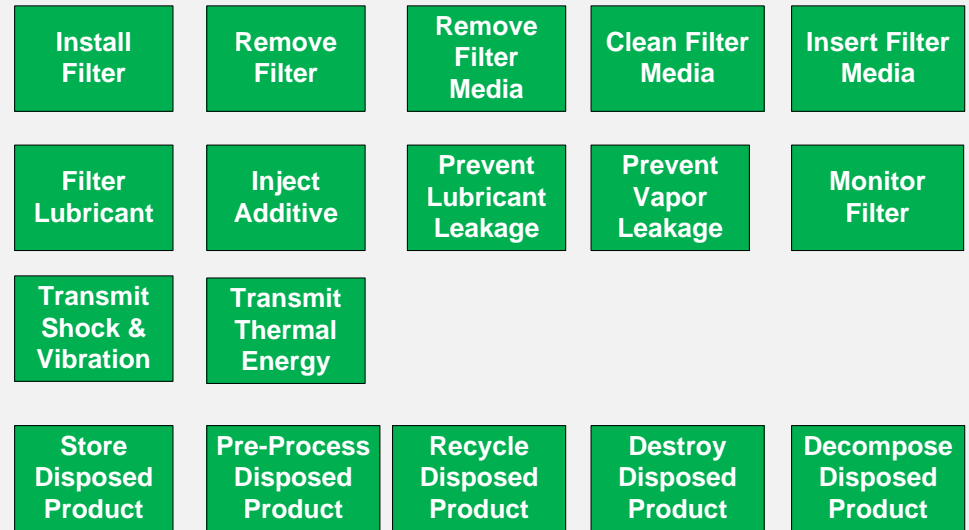 Install
Filter
Remove
Filter
Remove
Filter
Media
Clean Filter
Media
Insert Filter
Media
Filter
Lubricant
Inject
Additive
Prevent
Lubricant
Leakage
Prevent
Vapor
Leakage
Monitor
Filter
Transmit
Shock &
Vibration
Transmit
Thermal
Energy
Store
Disposed
Product
Pre-Process
Disposed
Product
Recycle
Disposed
Product
Destroy
Disposed
Product
Decompose
Disposed
Product